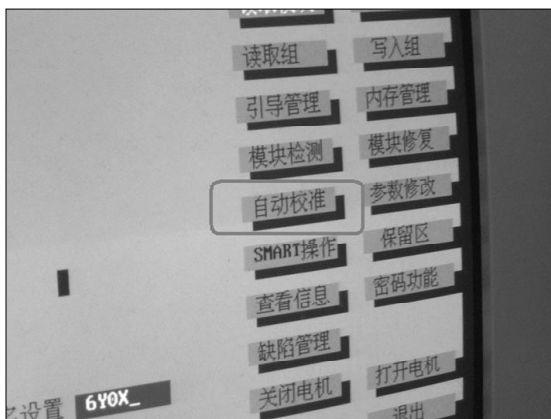 读取组 写入组
引导管理 内存管理
模块检测 模块修复
自动校准 参数修改
SMART操作 保留区
查看信息 密码功能
缺陷管理
关闭电机 打开电机
设置 6Y0X_ 退出